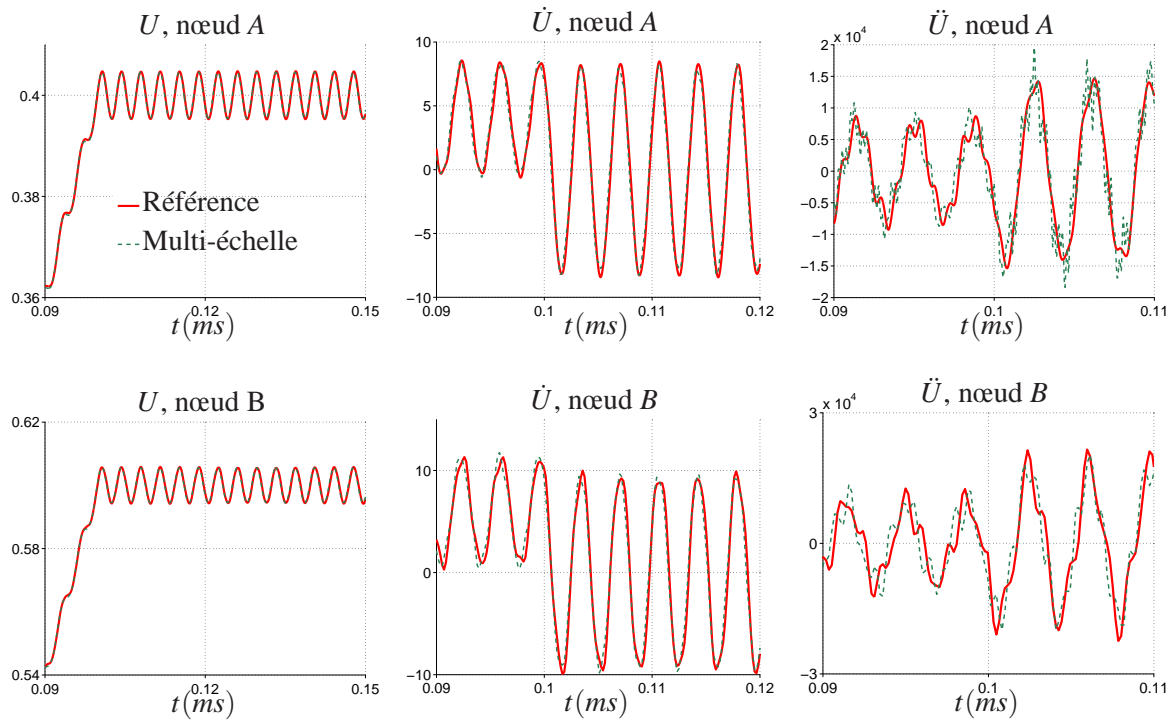 U, nœud A
0.4
0.38
0.36
0.09
0.12
0.15
t(ms)
Référence
Multi-échelle
U̇, nœud A
10
5
0
−5
−10
0.09
0.1
0.11
0.12
t(ms)
Ü, nœud A
x 10⁴
2
1.5
1
0.5
0
−0.5
−1
−1.5
−2
0.09
0.1
0.11
t(ms)
U, nœud B
0.62
0.58
0.54
0.09
0.12
0.15
t(ms)
U̇, nœud B
10
0
−10
0.09
0.1
0.11
0.12
t(ms)
Ü, nœud B
x 10⁴
3
0
−3
0.09
0.1
0.11
t(ms)